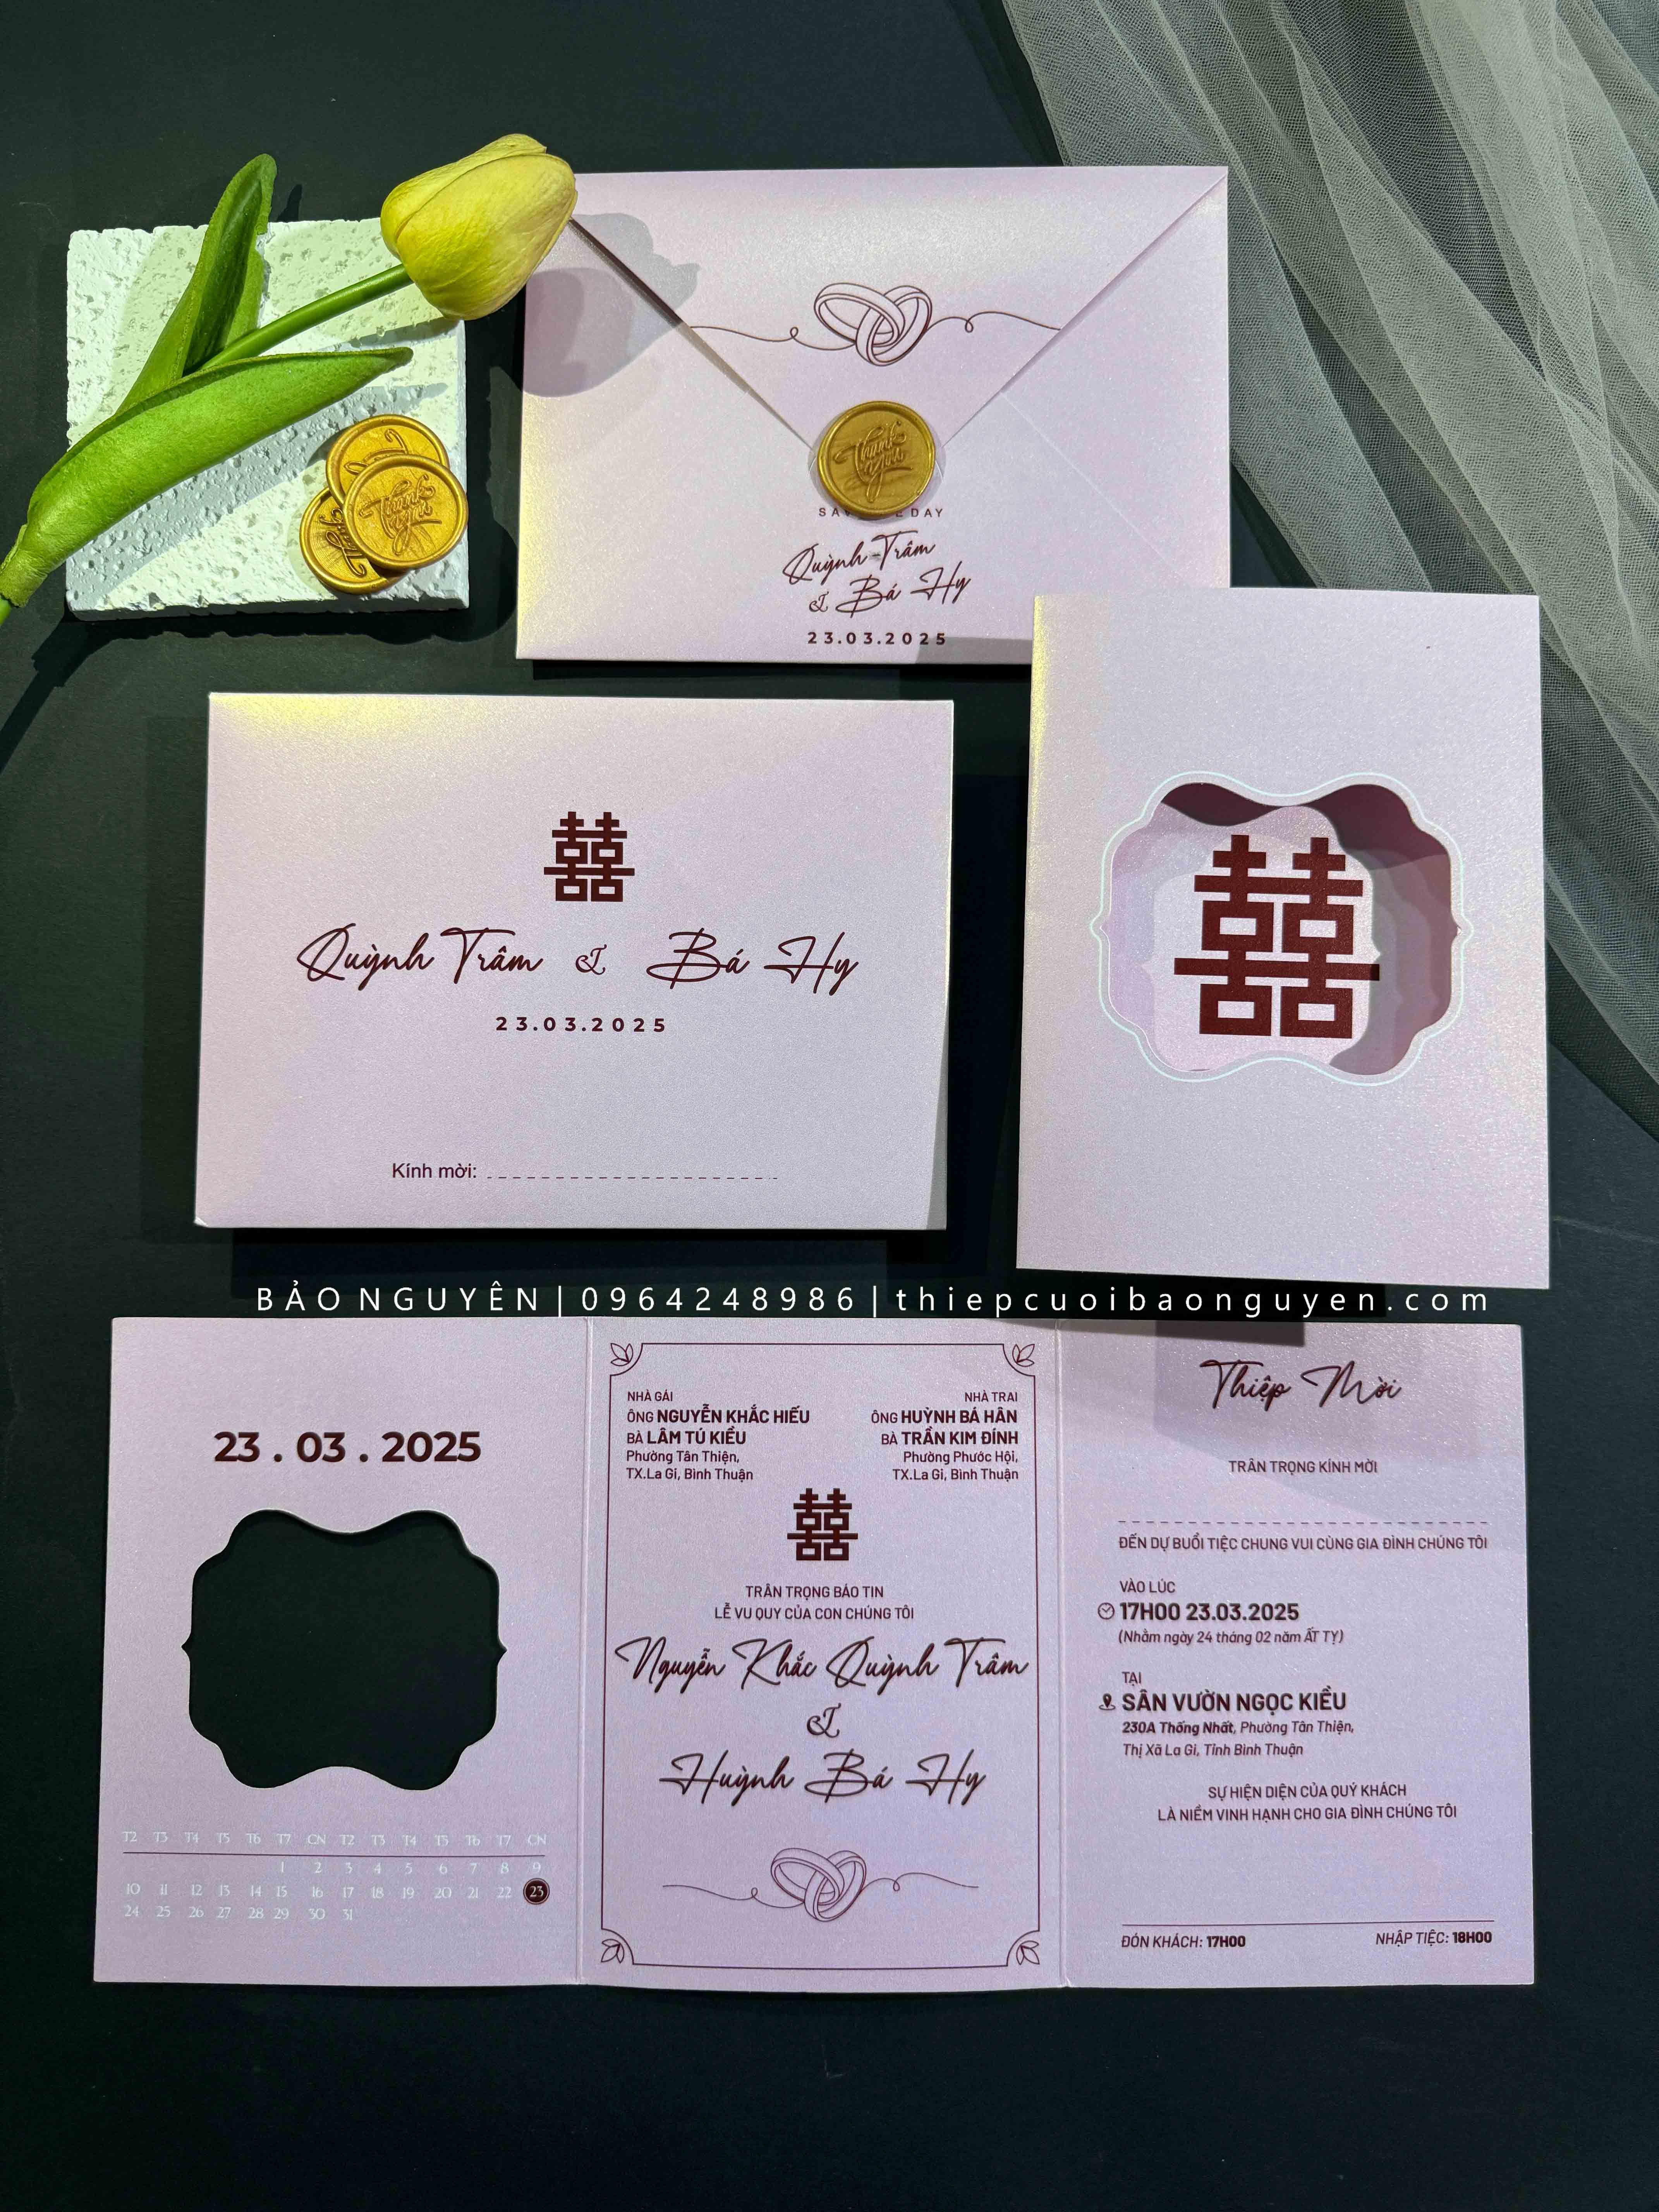 Thank
you
Thank
you
Thank
SA E DAY
Quỳnh Trâm
& Bá Hy
23.03.2025
囍
Quỳnh Trâm & Bá Hy
23.03.2025
Kính mời:
囍
BẢO NGUYÊN | 0964248986 | thiepcuoibaonguyen.com
23 . 03 . 2025
T2 T3 T4 T5 T6 T7 CN T2 T3 T4 T5 T6 T7 CN
1 2 3 4 5 6 7 8 9
10 11 12 13 14 15 16 17 18 19 20 21 22 23
24 25 26 27 28 29 30 31
NHÀ GÁI
ÔNG NGUYỄN KHẮC HIẾU
BÀ LÂM TÚ KIỀU
Phường Tân Thiện,
TX.La Gi, Bình Thuận
NHÀ TRAI
ÔNG HUỲNH BÁ HÂN
BÀ TRẦN KIM ĐÍNH
Phường Phước Hội,
TX.La Gi, Bình Thuận
囍
TRÂN TRỌNG BÁO TIN
LỄ VU QUY CỦA CON CHÚNG TÔI
Nguyễn Khắc Quỳnh Trâm
&
Huỳnh Bá Hy
Thiệp Mời
TRÂN TRỌNG KÍNH MỜI
ĐẾN DỰ BUỔI TIỆC CHUNG VUI CÙNG GIA ĐÌNH CHÚNG TÔI
VÀO LÚC
17H00 23.03.2025
(Nhằm ngày 24 tháng 02 năm ẤT TỴ)
TẠI
SÂN VƯỜN NGỌC KIỀU
230A Thống Nhất, Phường Tân Thiện,
Thị Xã La Gi, Tỉnh Bình Thuận
SỰ HIỆN DIỆN CỦA QUÝ KHÁCH
LÀ NIỀM VINH HẠNH CHO GIA ĐÌNH CHÚNG TÔI
ĐÓN KHÁCH: 17H00
NHẬP TIỆC: 18H00